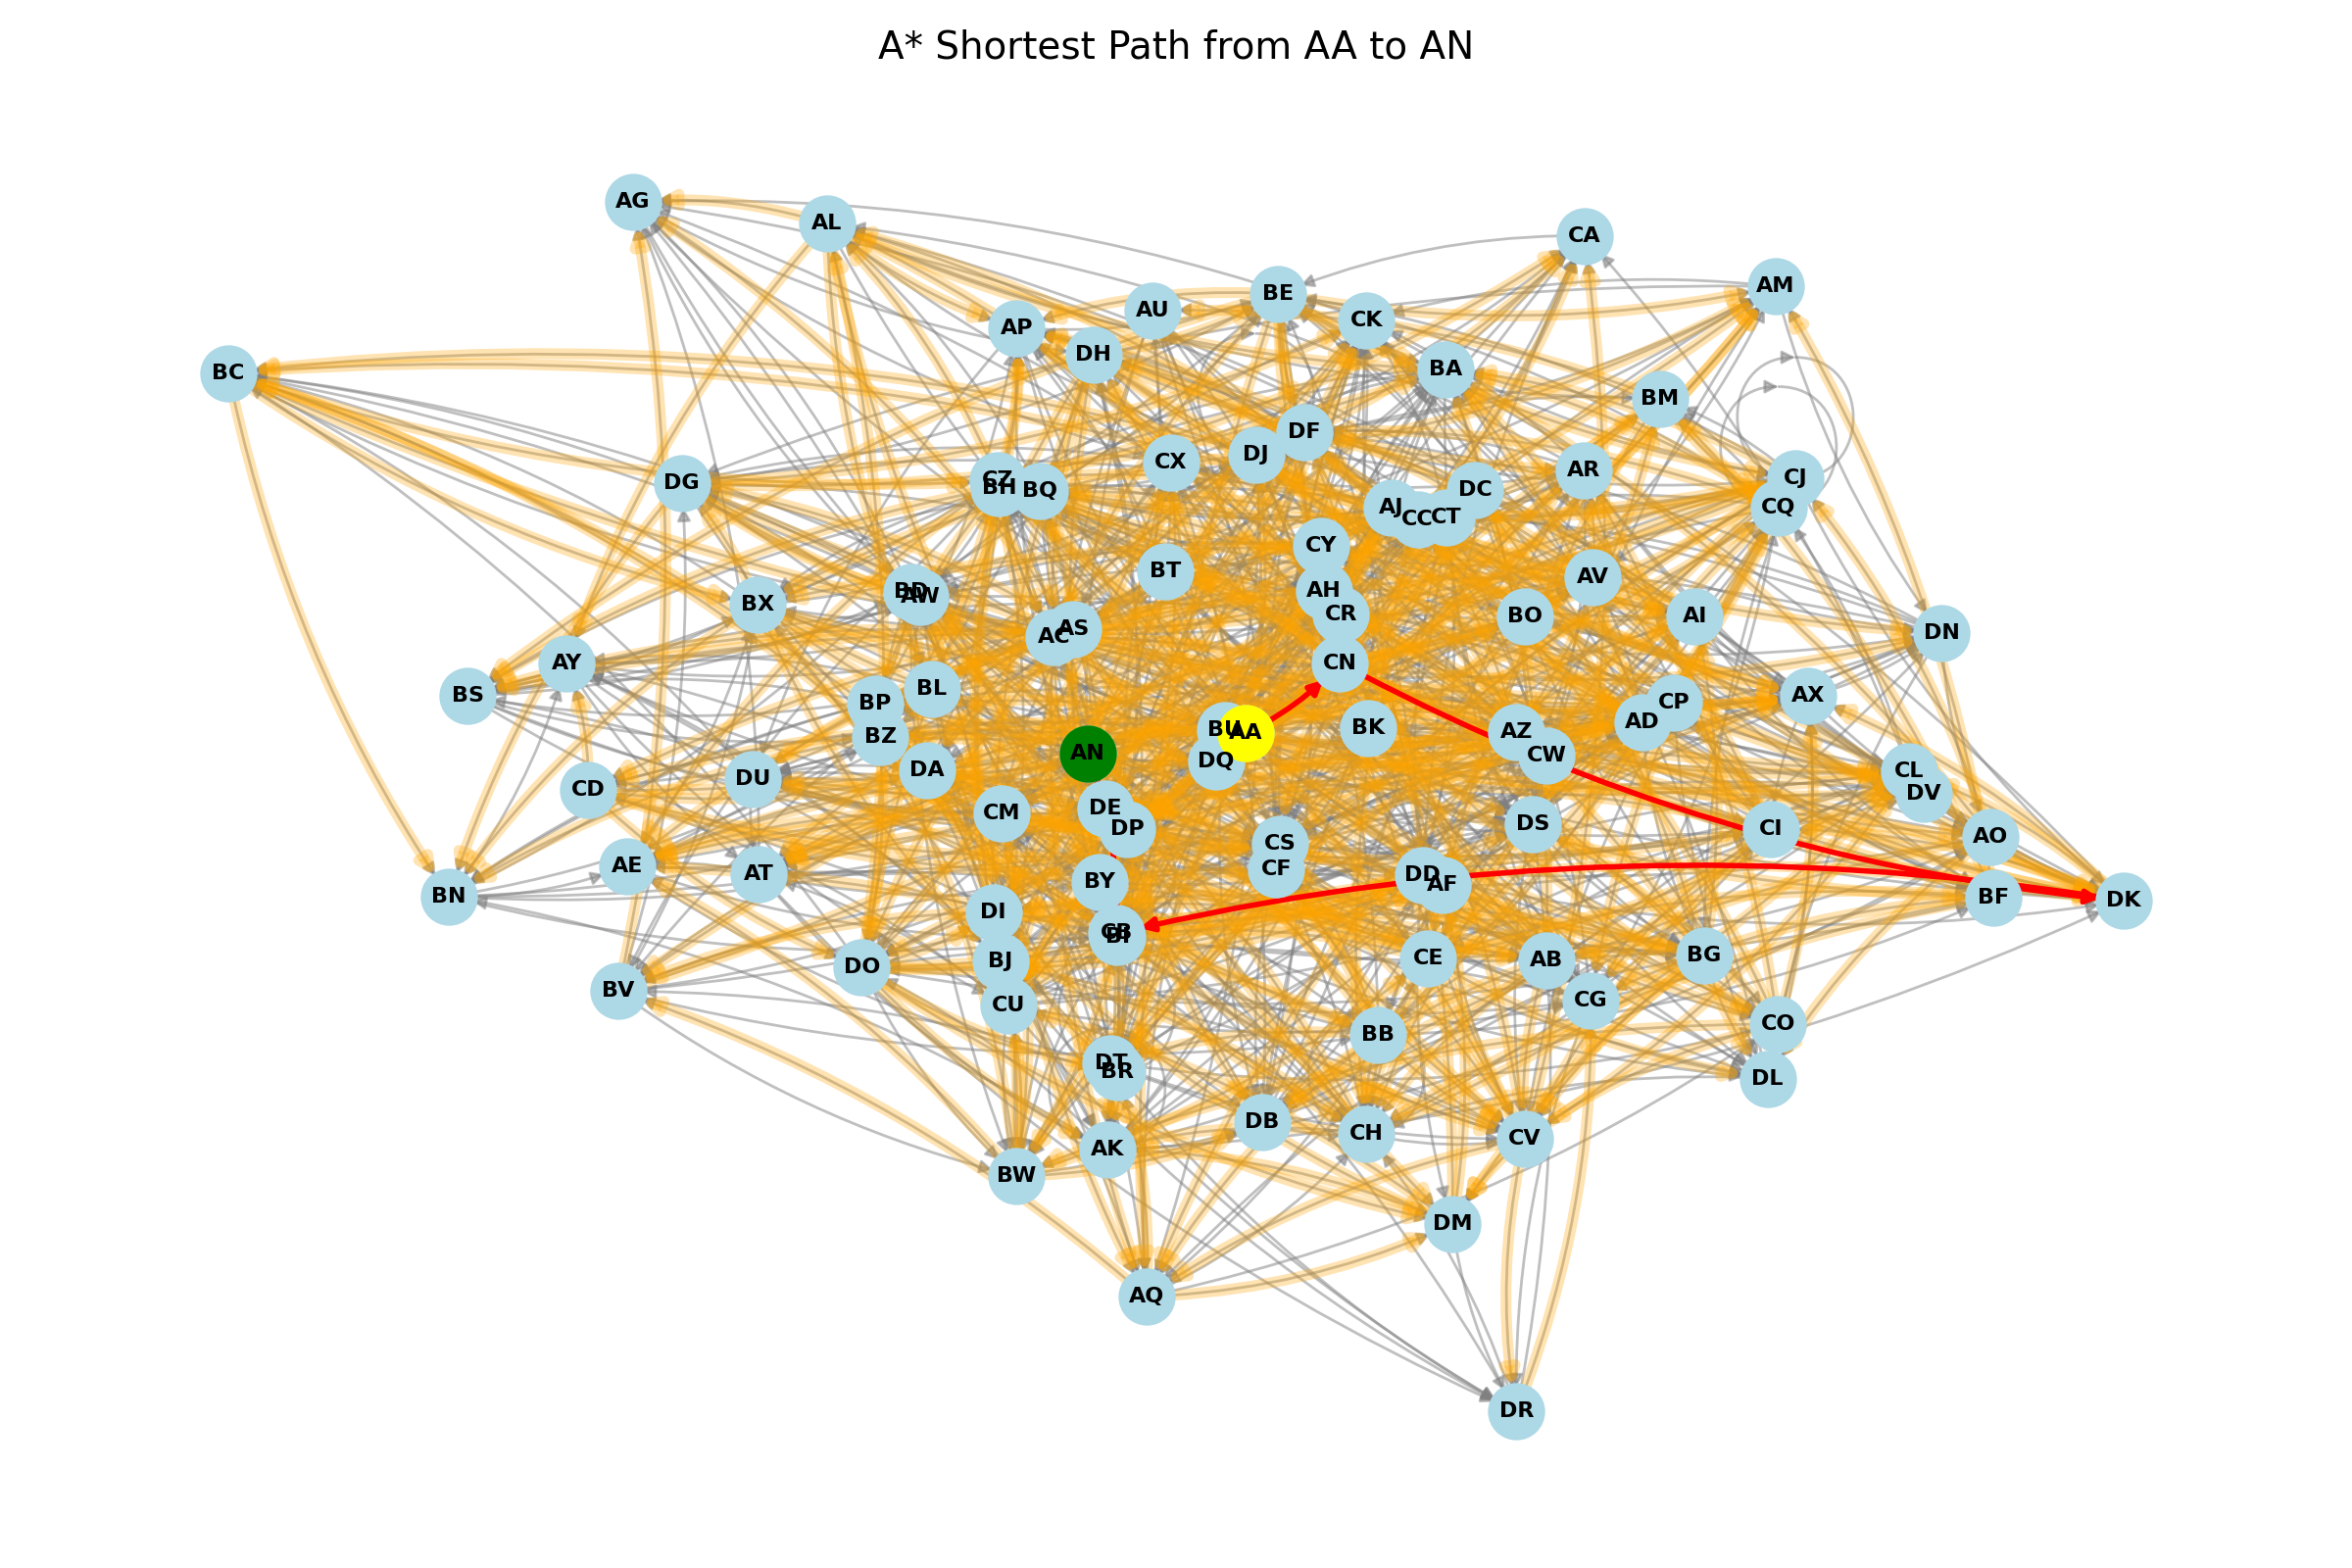 A* Shortest Path from AA to AN
AG
AL
CA
AM
BE
AU
CK
AP
DH
BA
BC
BM
DF
DJ
CX
AR
CJ
DG
CZ
BH
BQ
DC
AJ
CC
CT
CQ
CY
BT
AV
AH
BD
AW
BX
CR
BO
AI
AS
AC
DN
CN
AY
BL
BS
AX
BP
CP
AD
BU
AA
BK
AZ
BZ
AN
CW
DQ
DA
CL
DU
CD
DV
DE
CM
DP
DS
CI
AO
CS
AE
CF
AT
DD
BY
AF
BN
BF
DK
DI
CB
BI
CE
AB
BG
BJ
DO
BV
CG
CU
CO
BB
DT
BR
DL
DB
CH
CV
AK
BW
DM
AQ
DR